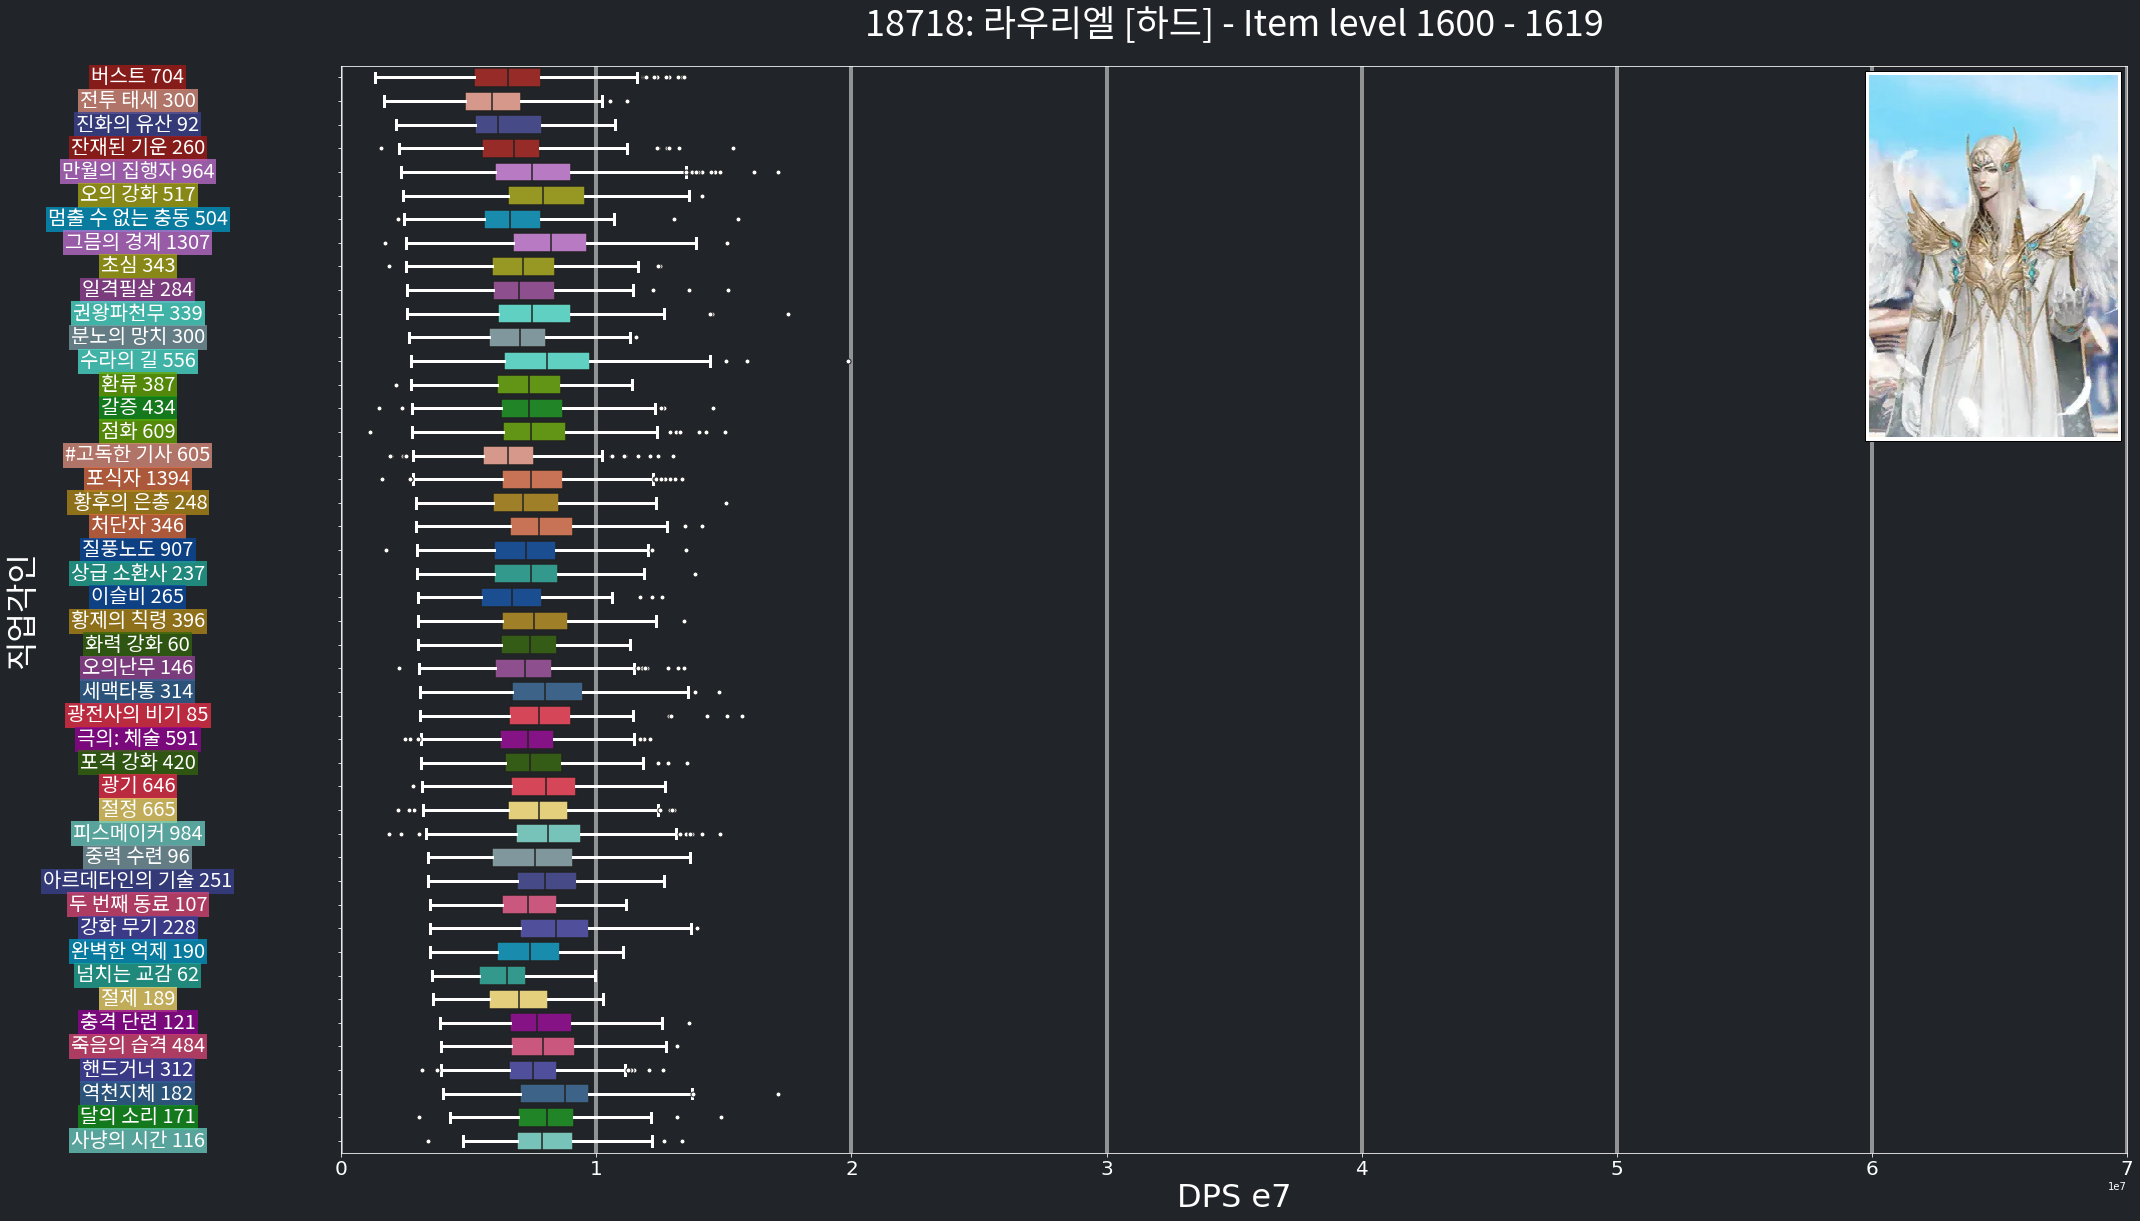 18718: 라우리엘 [하드] - Item level 1600 - 1619
버스트 704
전투 태세 300
진화의 유산 92
잔재된 기운 260
만월의 집행자 964
오의 강화 517
멈출 수 없는 충동 504
그믐의 경계 1307
초심 343
일격필살 284
권왕파천무 339
분노의 망치 300
수라의 길 556
환류 387
갈증 434
점화 609
#고독한 기사 605
포식자 1394
황후의 은총 248
처단자 346
질풍노도 907
상급 소환사 237
이슬비 265
황제의 칙령 396
화력 강화 60
오의난무 146
세맥타통 314
광전사의 비기 85
극의: 체술 591
포격 강화 420
광기 646
절정 665
피스메이커 984
중력 수련 96
아르데타인의 기술 251
두 번째 동료 107
강화 무기 228
완벽한 억제 190
넘치는 교감 62
절제 189
충격 단련 121
죽음의 습격 484
핸드거너 312
역천지체 182
달의 소리 171
사냥의 시간 116
직업각인
0 1 2 3 4 5 6 7
1e7
DPS e7